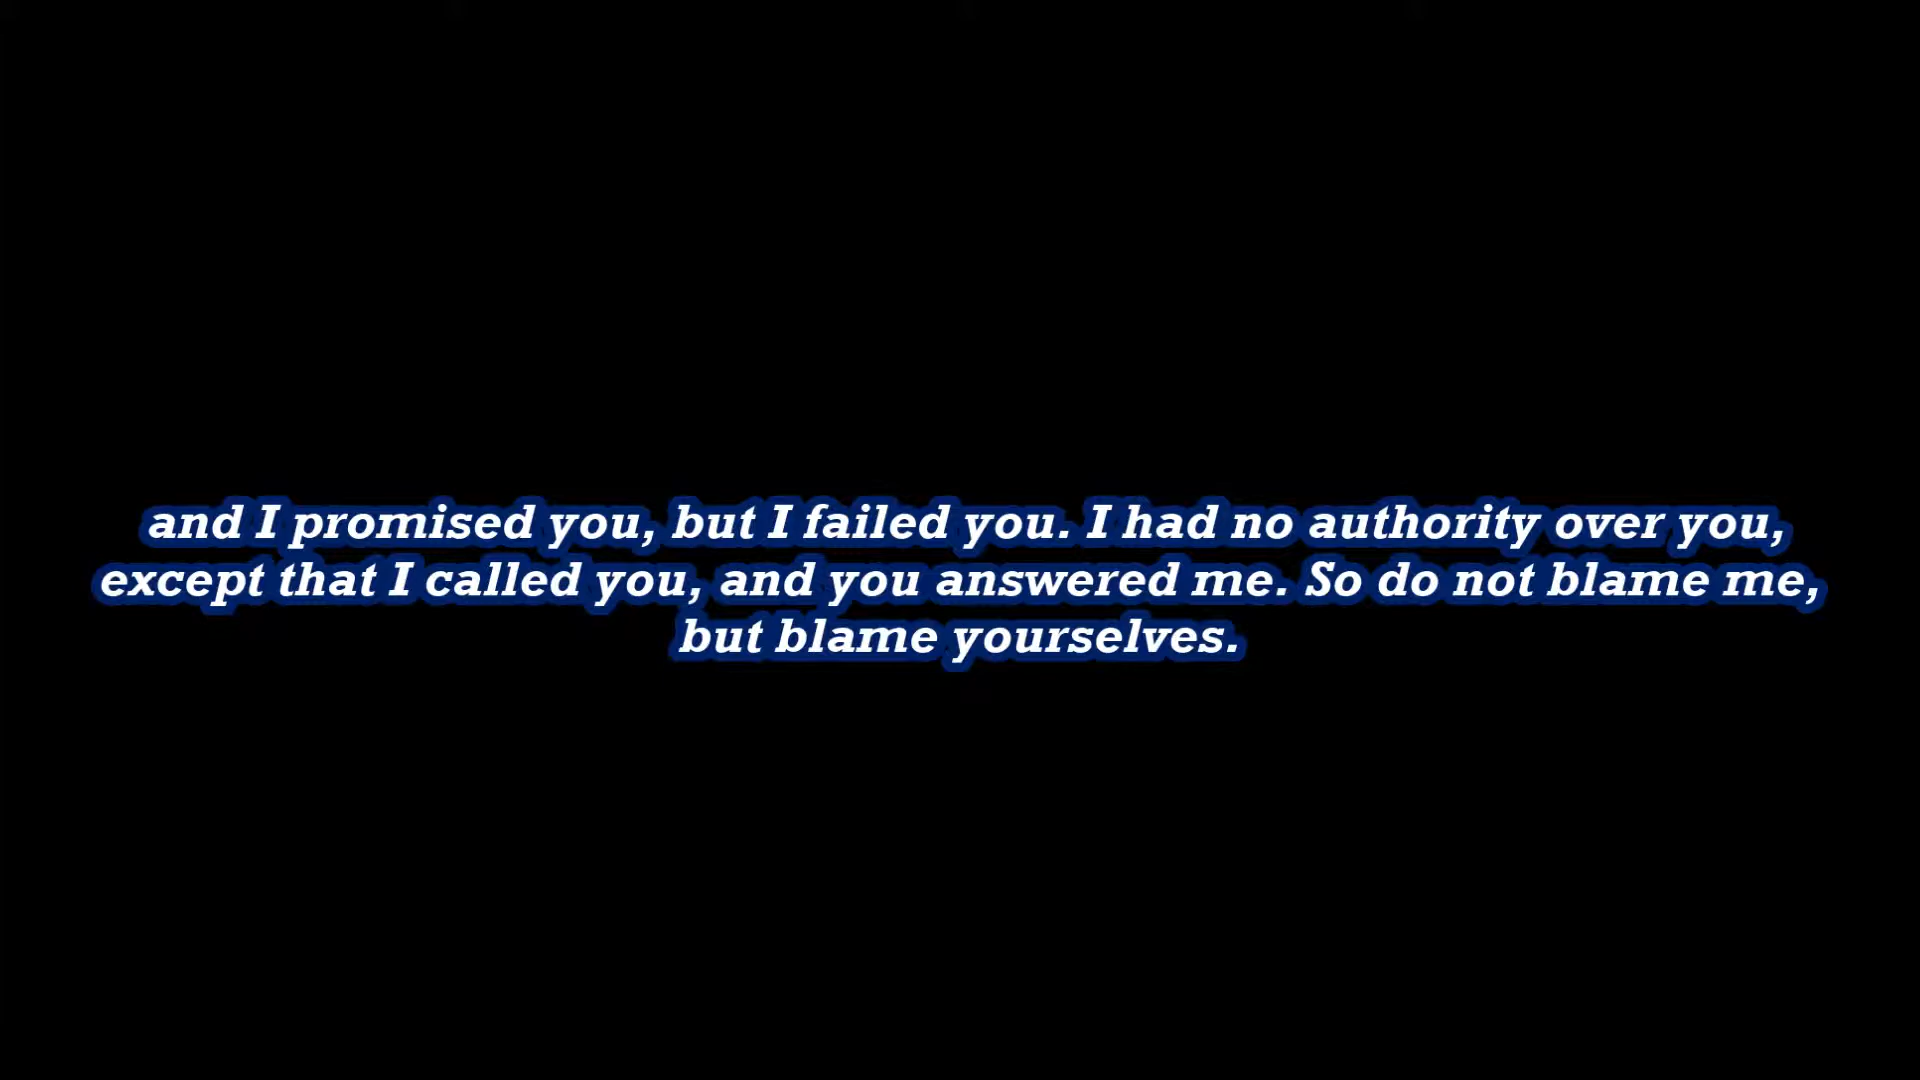 and I promised you, but I failed you. I had no authority over you,
except that I called you, and you answered me. So do not blame me,
but blame yourselves.